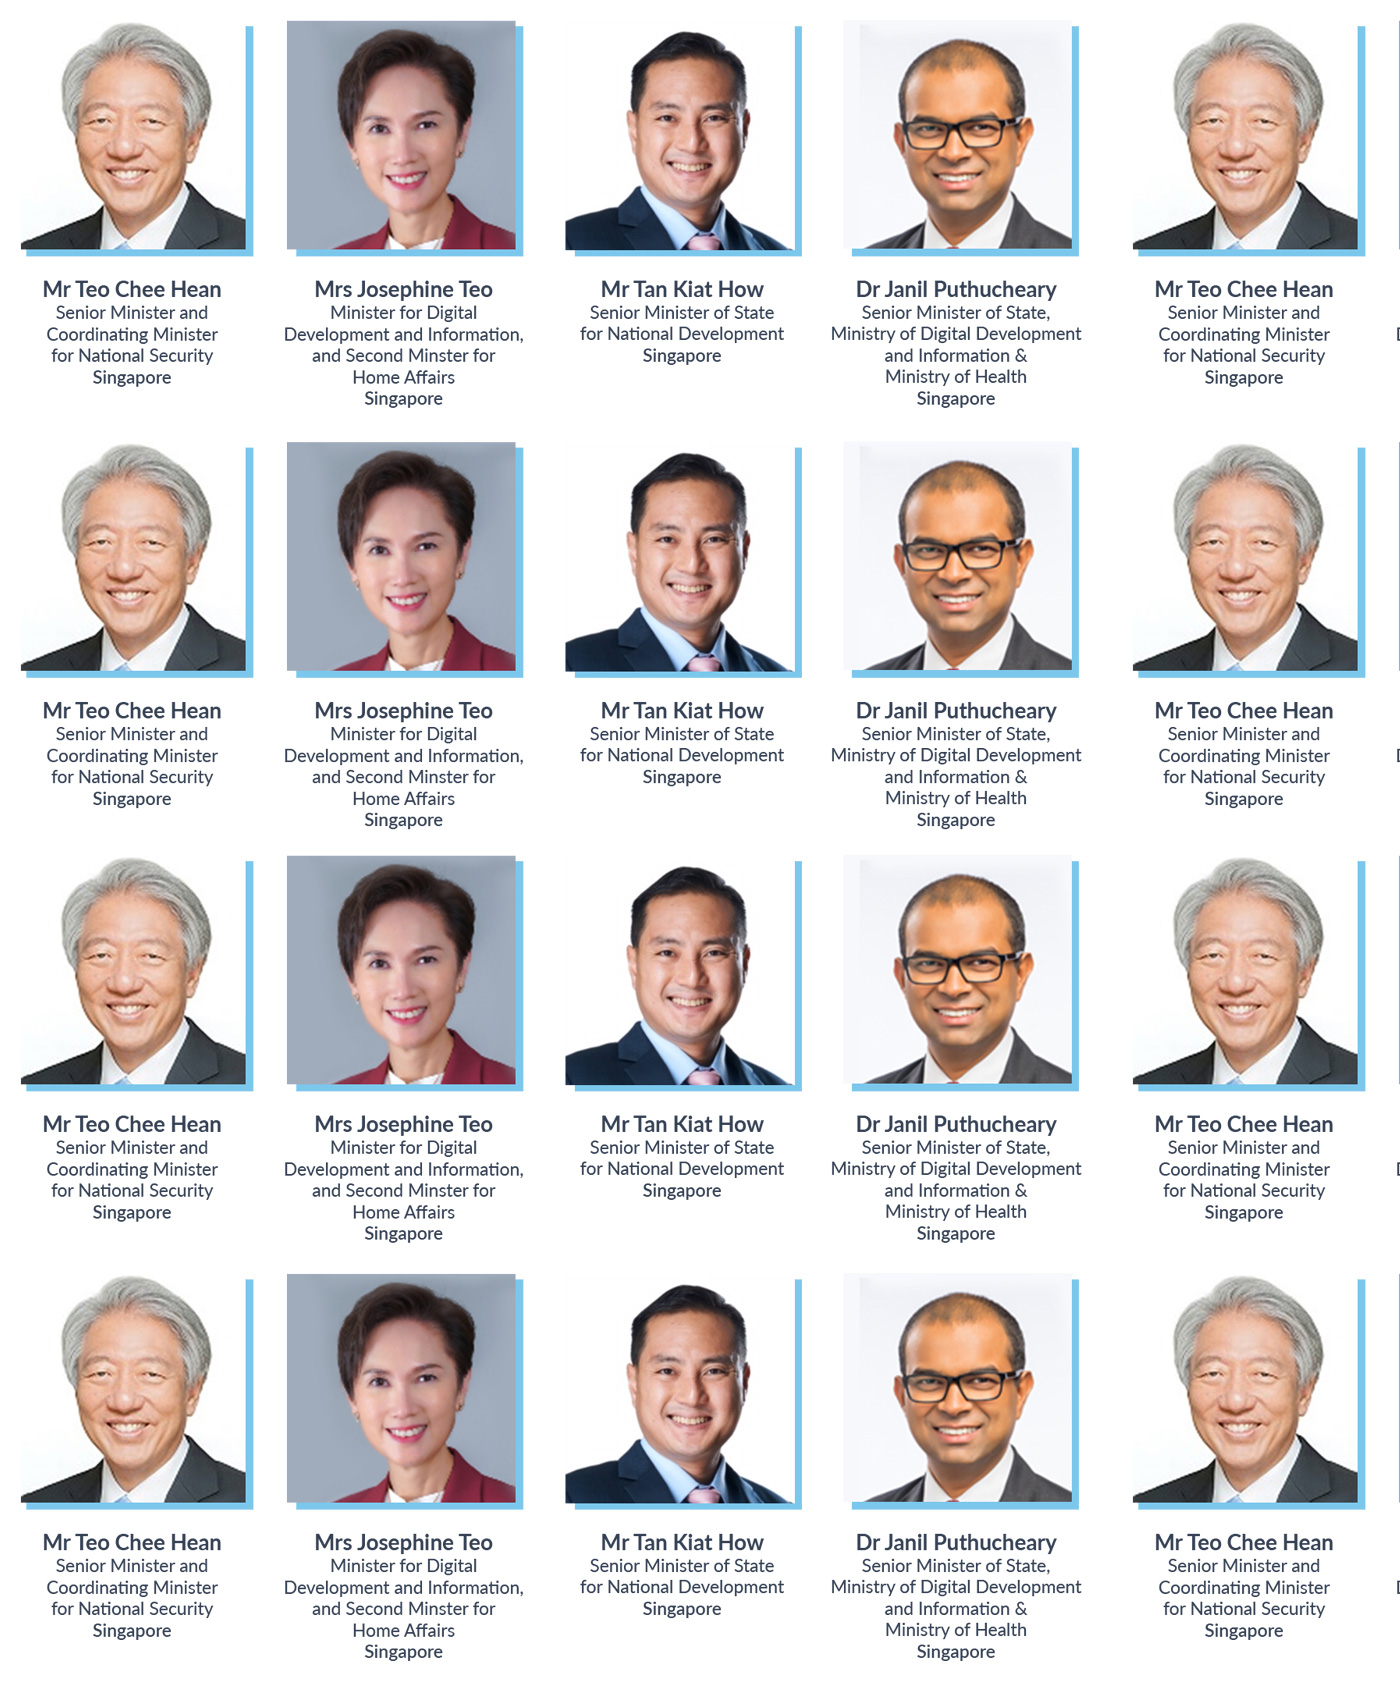 Mr Teo Chee Hean
Senior Minister and
Coordinating Minister
for National Security
Singapore
Mrs Josephine Teo
Minister for Digital
Development and Information,
and Second Minster for
Home Affairs
Singapore
Mr Tan Kiat How
Senior Minister of State
for National Development
Singapore
Dr Janil Puthucheary
Senior Minister of State,
Ministry of Digital Development
and Information &
Ministry of Health
Singapore
Mr Teo Chee Hean
Senior Minister and
Coordinating Minister
for National Security
Singapore
Mr Teo Chee Hean
Senior Minister and
Coordinating Minister
for National Security
Singapore
Mrs Josephine Teo
Minister for Digital
Development and Information,
and Second Minster for
Home Affairs
Singapore
Mr Tan Kiat How
Senior Minister of State
for National Development
Singapore
Dr Janil Puthucheary
Senior Minister of State,
Ministry of Digital Development
and Information &
Ministry of Health
Singapore
Mr Teo Chee Hean
Senior Minister and
Coordinating Minister
for National Security
Singapore
Mr Teo Chee Hean
Senior Minister and
Coordinating Minister
for National Security
Singapore
Mrs Josephine Teo
Minister for Digital
Development and Information,
and Second Minster for
Home Affairs
Singapore
Mr Tan Kiat How
Senior Minister of State
for National Development
Singapore
Dr Janil Puthucheary
Senior Minister of State,
Ministry of Digital Development
and Information &
Ministry of Health
Singapore
Mr Teo Chee Hean
Senior Minister and
Coordinating Minister
for National Security
Singapore
Mr Teo Chee Hean
Senior Minister and
Coordinating Minister
for National Security
Singapore
Mrs Josephine Teo
Minister for Digital
Development and Information,
and Second Minster for
Home Affairs
Singapore
Mr Tan Kiat How
Senior Minister of State
for National Development
Singapore
Dr Janil Puthucheary
Senior Minister of State,
Ministry of Digital Development
and Information &
Ministry of Health
Singapore
Mr Teo Chee Hean
Senior Minister and
Coordinating Minister
for National Security
Singapore